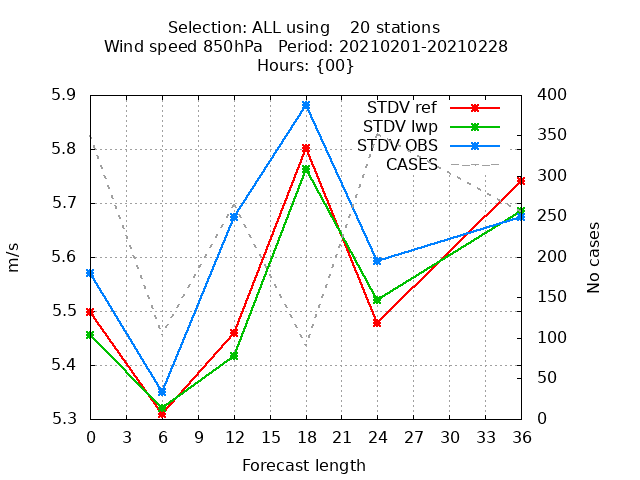 Selection: ALL using    20 stations
Wind speed 850hPa   Period: 20210201-20210228
Hours: {00}
5.9
5.8
5.7
5.6
5.5
5.4
5.3
m/s
STDV ref
STDV lwp
STDV OBS
CASES
400
350
300
250
200
150
100
50
0
No cases
0 3 6 9 12 15 18 21 24 27 30 33 36
Forecast length